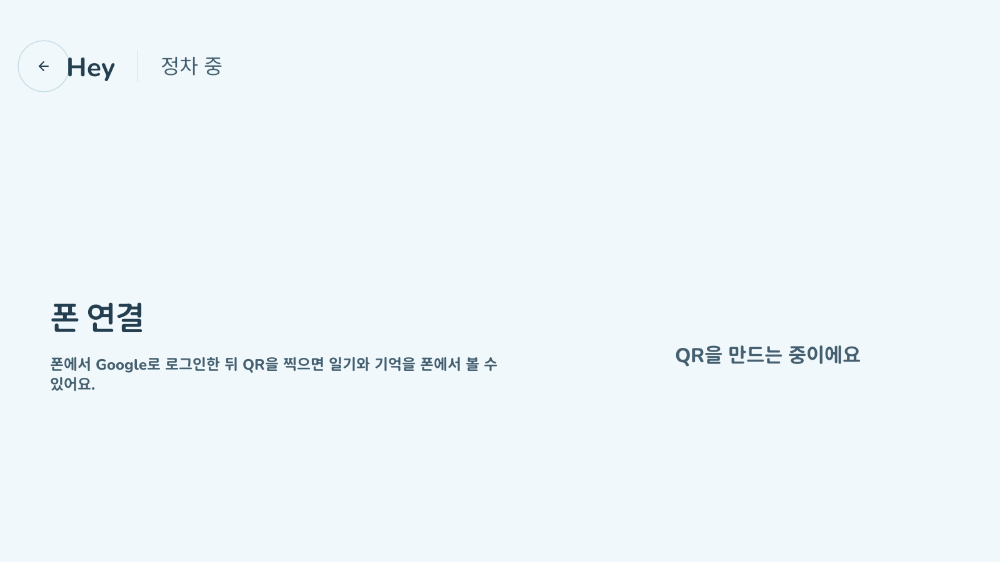 Hey
정차 중
폰 연결
폰에서 Google로 로그인한 뒤 QR을 찍으면 일기와 기억을 폰에서 볼 수
있어요.
QR을 만드는 중이에요